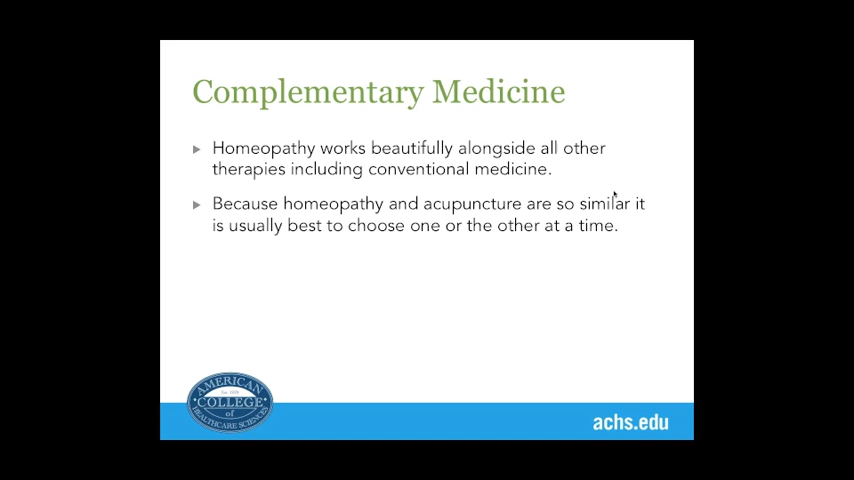 Complementary Medicine
Homeopathy works beautifully alongside all other
therapies including conventional medicine.
Because homeopathy and acupuncture are so similar it
is usually best to choose one or the other at a time.
AMERICAN
COLLEGE
of
HEALTHCARE SCIENCES
achs.edu